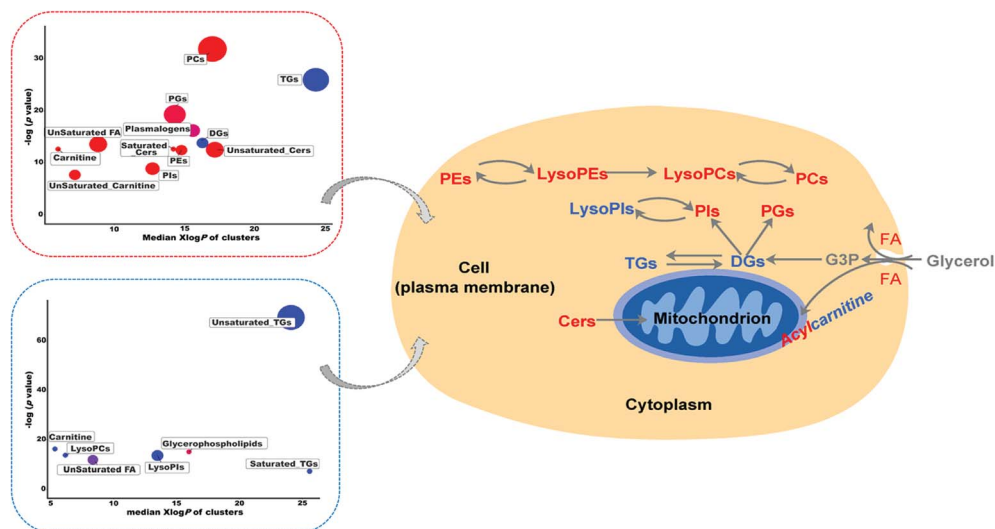 30
20
10
0
-log (p value)
PCs
TGs
PGs
UnSaturated FA
Plasmalogens
DGs
Saturated
_Cers
Unsaturated_Cers
Carnitine
PEs
UnSaturated_Carnitine
PIs
10
15
20
25
Median XlogP of clusters
60
40
20
0
-log (p value)
Unsaturated_TGs
Carnitine
LysoPCs
Glycerophospholipids
UnSaturated FA
LysoPIs
Saturated_TGs
5
10
15
20
25
median XlogP of clusters
PEs
LysoPEs
LysoPCs
PCs
LysoPIs
PIs
PGs
FA
TGs
DGs
G3P
Glycerol
FA
Cell
(plasma membrane)
Cers
Mitochondrion
Acylcarnitine
Cytoplasm